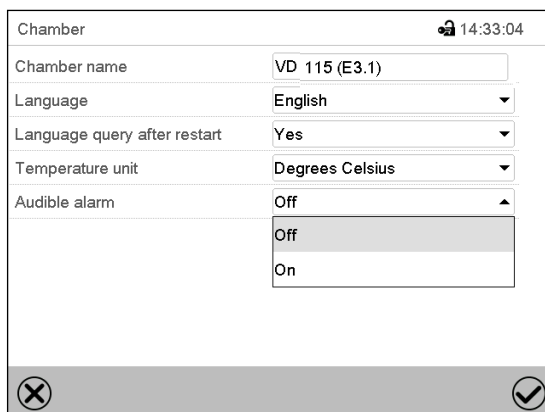 Chamber 14:33:04
Chamber name VD 115 (E3.1)
Language English
Language query after restart Yes
Temperature unit Degrees Celsius
Audible alarm Off
Off
On